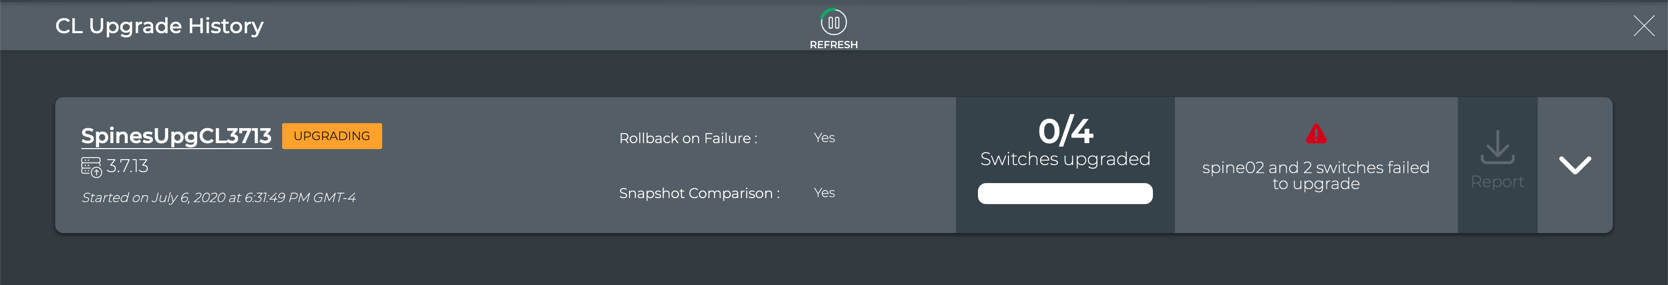 CL Upgrade History
REFRESH
SpinesUpgCL3713 UPGRADING
3.7.13
Started on July 6, 2020 at 6:31:49 PM GMT-4
Rollback on Failure : Yes
Snapshot Comparison : Yes
0/4
Switches upgraded
spine02 and 2 switches failed
to upgrade
Report